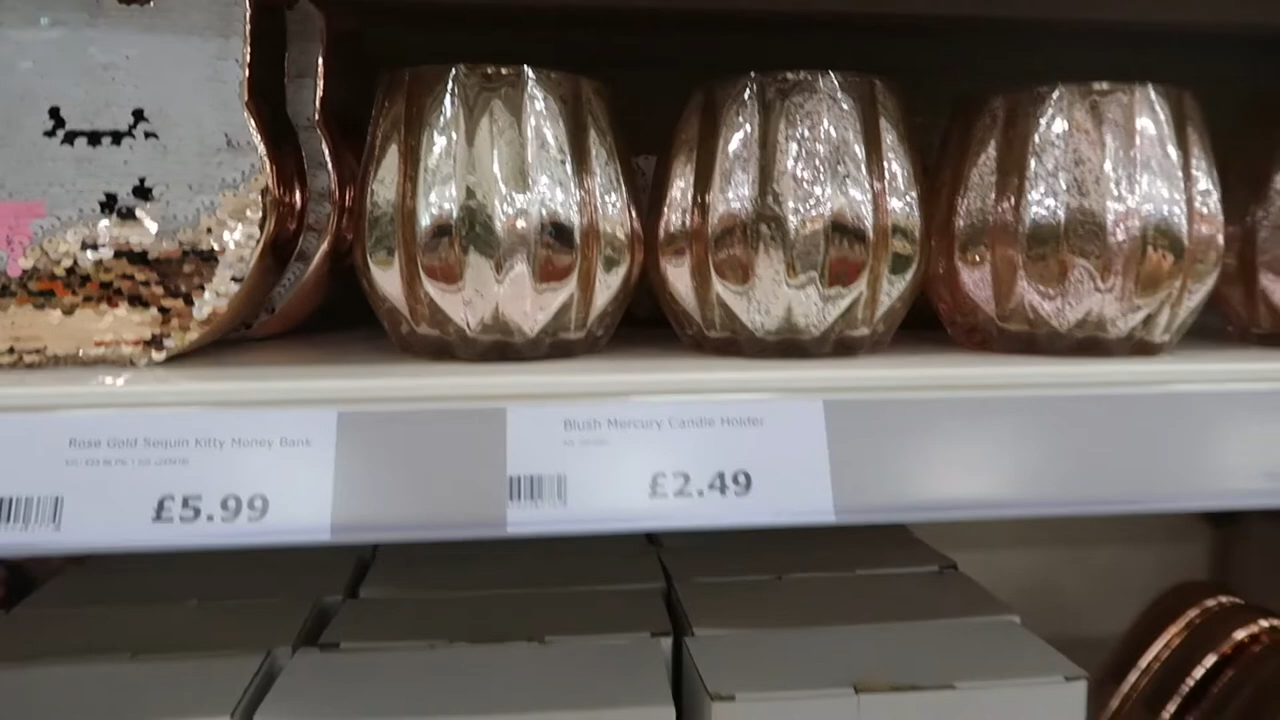 Rose Gold Sequin Kitty Money Bank
£5.99
Blush Mercury Candle Holder
£2.49